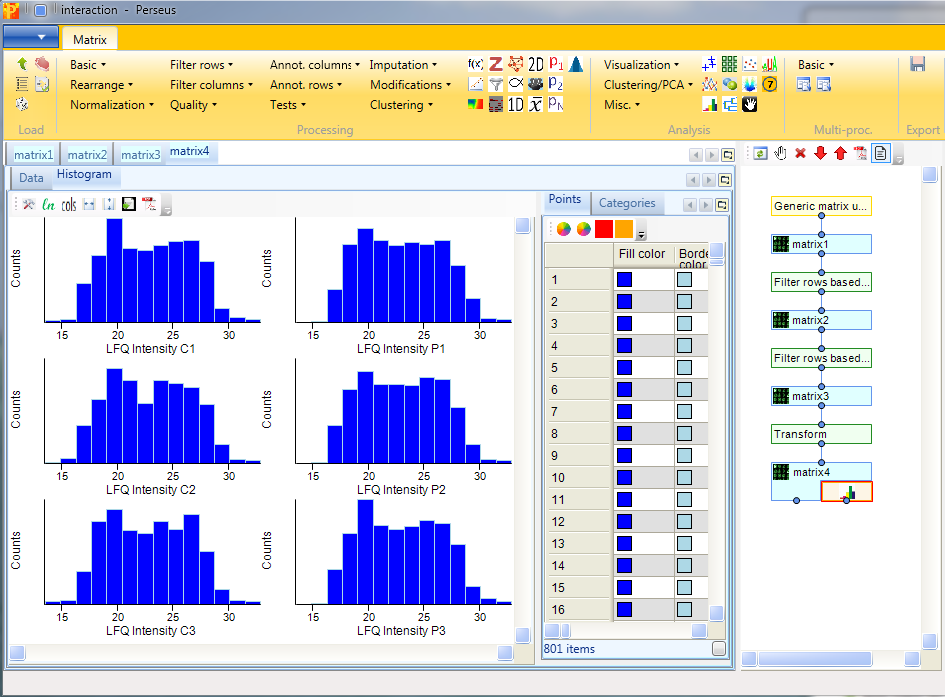 interaction - Perseus
Matrix
Basic Filter rows Annot. columns Imputation f(x) Z 2D P1 Visualization Basic
Rearrange Filter columns Annot. rows Modifications P2 Clustering/PCA ?
Normalization Quality Tests Clustering 1D x PN Misc.
Load Processing Analysis Multi-proc. Export
matrix1 matrix2 matrix3 matrix4
Data Histogram
ln cols
Points Categories
Fill color Borde
color
1
2
3
4
5
6
7
8
9
10
11
12
13
14
15
16
801 items
Counts
15 20 25 30
LFQ Intensity C1
Counts
15 20 25 30
LFQ Intensity P1
Counts
15 20 25 30
LFQ Intensity C2
Counts
15 20 25 30
LFQ Intensity P2
Counts
15 20 25 30
LFQ Intensity C3
Counts
15 20 25 30
LFQ Intensity P3
Generic matrix u...
matrix1
Filter rows based...
matrix2
Filter rows based...
matrix3
Transform
matrix4